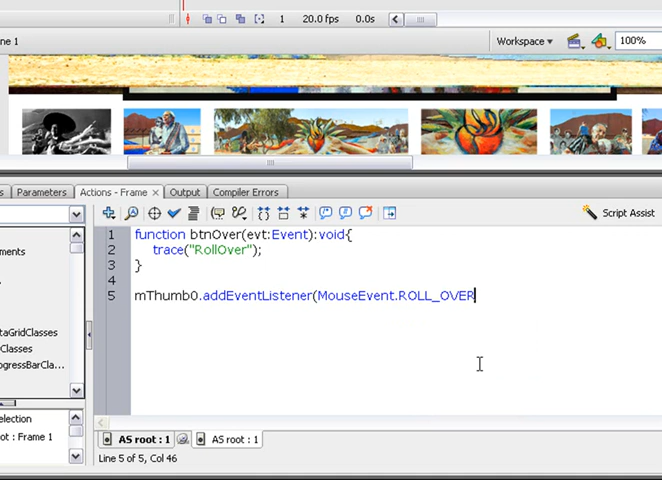 1 20.0 fps 0.0s
ne 1 Workspace 100%
s Parameters Actions - Frame Output Compiler Errors
Script Assist
ements
taGridClasses
Classes
ogressBarCla...
election
ot : Frame 1
1 function btnOver(evt:Event):void{
2 trace("RollOver");
3 }
4
5 mThumb0.addEventListener(MouseEvent.ROLL_OVER
AS root : 1 AS root : 1
Line 5 of 5, Col 46